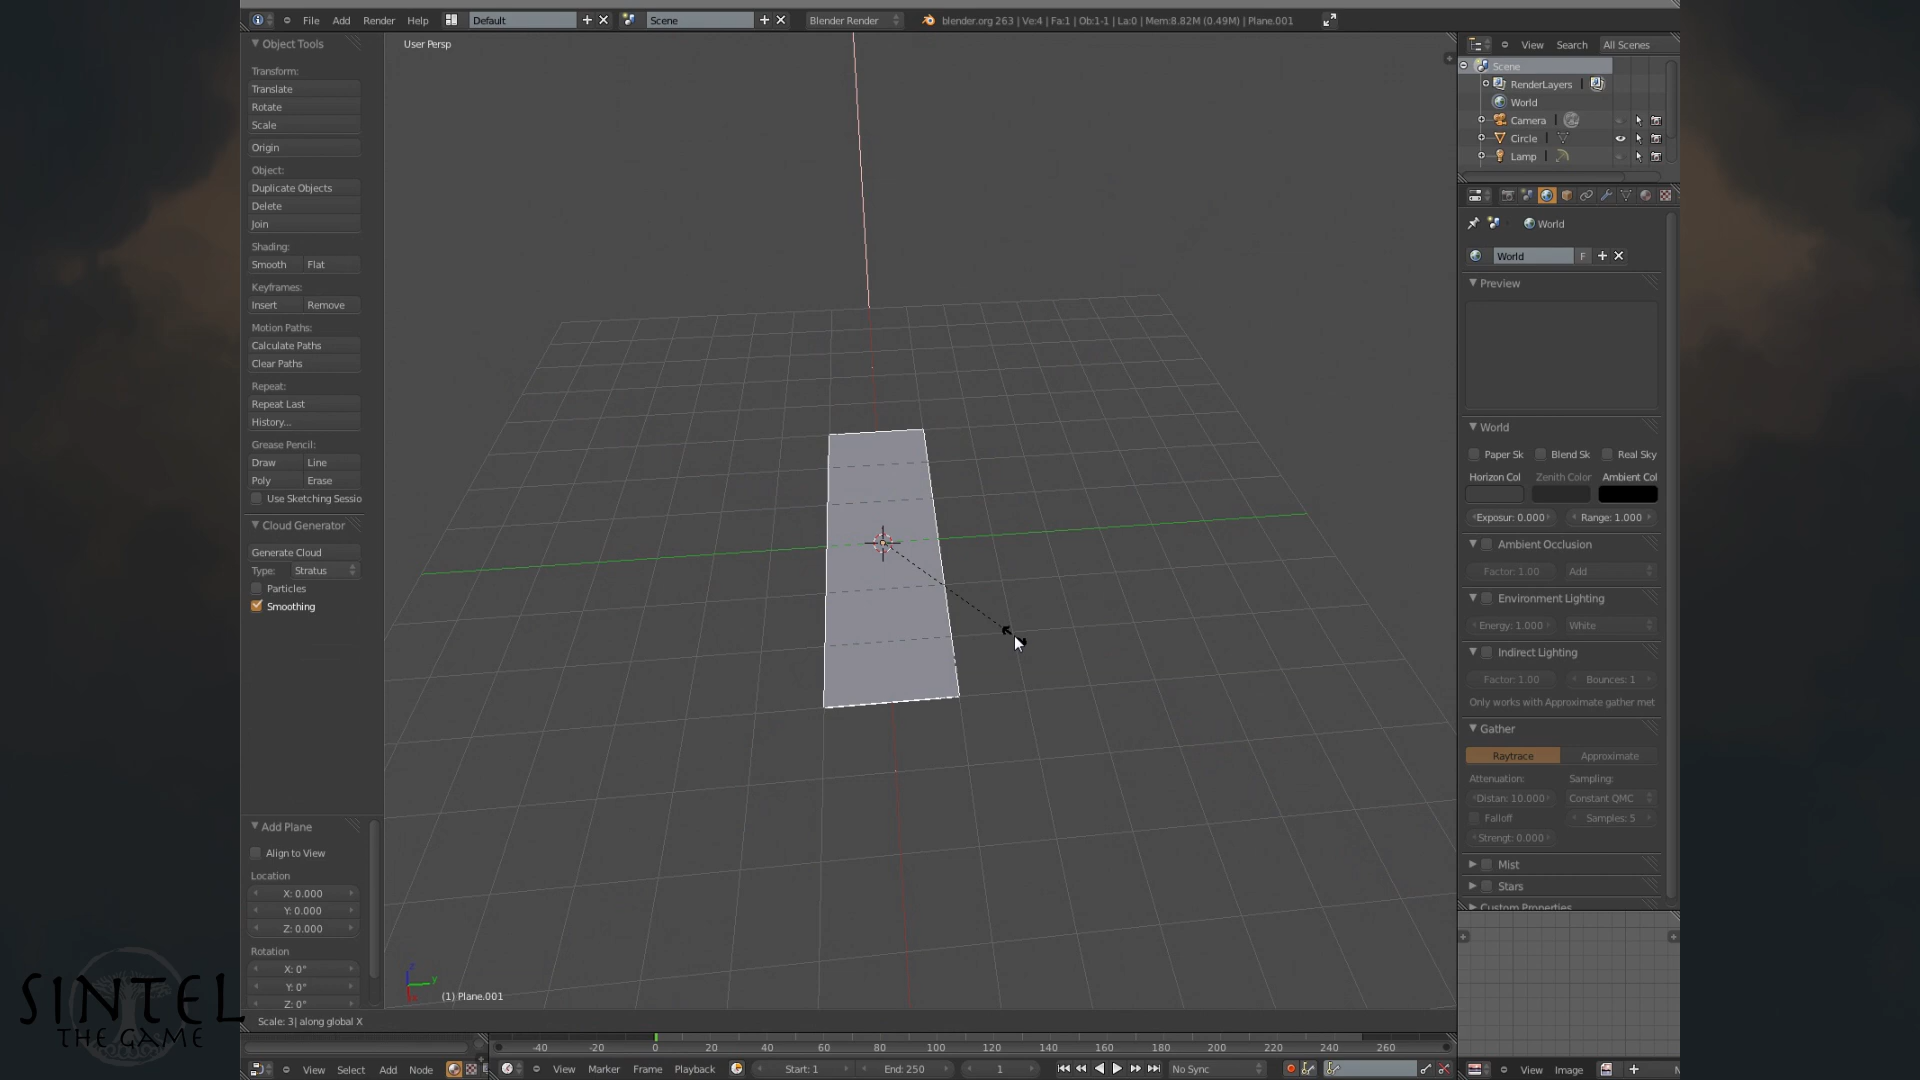 File Add Render Help Default Scene Blender Render blender.org 263 | Ve:4 | Fa:1 | Ob:1-1 | La:0 | Mem:8.82M (0.49M) | Plane.001
Object Tools
Transform:
Translate
Rotate
Scale
Origin
Object:
Duplicate Objects
Delete
Join
Shading:
Smooth Flat
Keyframes:
Insert Remove
Motion Paths:
Calculate Paths
Clear Paths
Repeat:
Repeat Last
History...
Grease Pencil:
Draw Line
Poly Erase
Use Sketching Sessio
Cloud Generator
Generate Cloud
Type: Stratus
Particles
Smoothing
Add Plane
Align to View
Location
X: 0.000
Y: 0.000
Z: 0.000
Rotation
X: 0°
Y: 0°
Z: 0°
User Persp
z
y
x
(1) Plane.001
Scale: 3| along global X
View Search All Scenes
Scene
RenderLayers |
World
Camera |
Circle |
Lamp |
World
World F
Preview
World
Paper Sk Blend Sk Real Sky
Horizon Col Zenith Color Ambient Col
Exposur: 0.000 Range: 1.000
Ambient Occlusion
Factor: 1.00 Add
Environment Lighting
Energy: 1.000 White
Indirect Lighting
Factor: 1.00 Bounces: 1
Only works with Approximate gather met
Gather
Raytrace Approximate
Attenuation: Sampling:
Distan: 10.000 Constant QMC
Falloff Samples: 5
Strengt: 0.000
Mist
Stars
Custom Properties
-40 -20 0 20 40 60 80 100 120 140 160 180 200 220 240 260
View Select Add Node View Marker Frame Playback Start: 1 End: 250 1 No Sync View Image
SINTEL
THE GAME